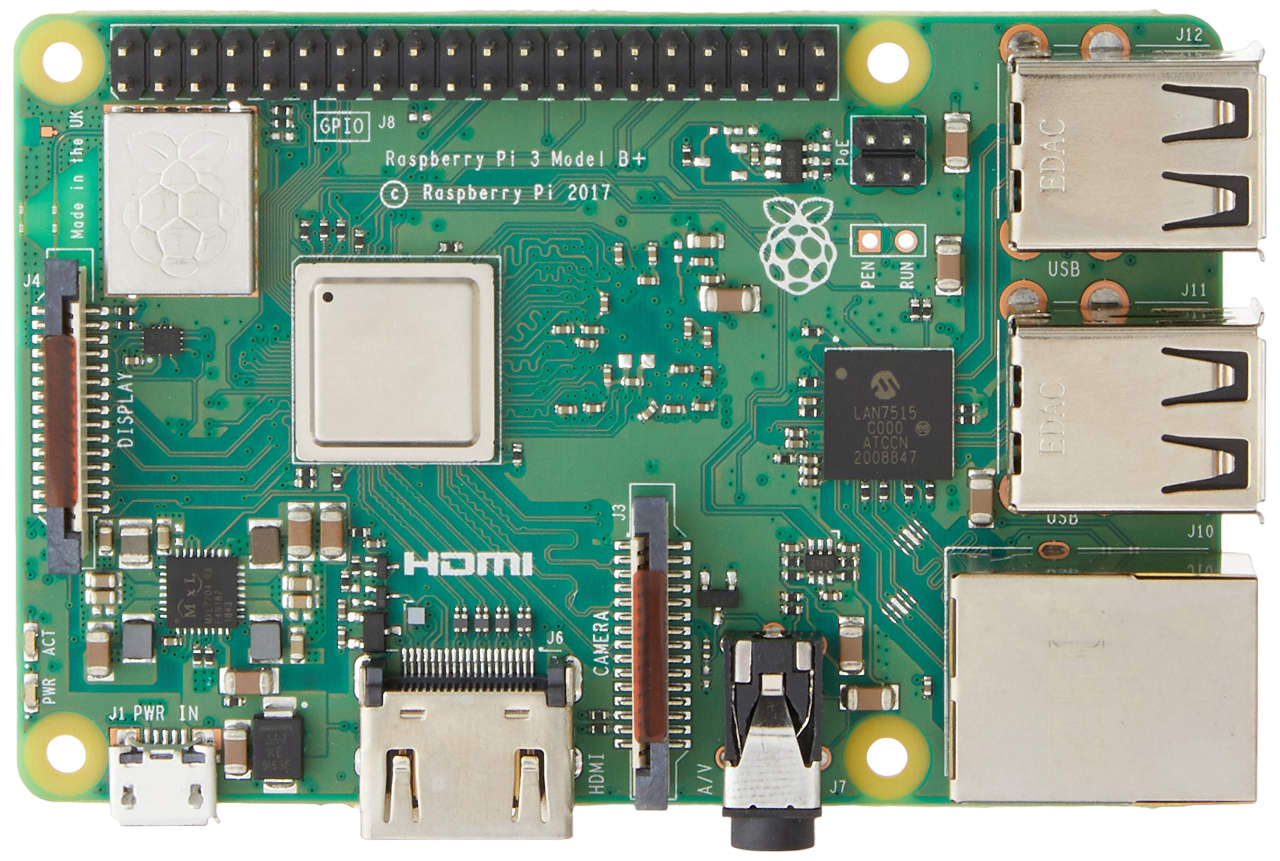 J12
Made in the UK
GPIO
J8
Raspberry Pi 3 Model B+
© Raspberry Pi 2017
PoE
EDAC
J4
PEN
RUN
USB
J11
DISPLAY
LAN7515
C000
ATCCN
2008847
EDAC
USB
J3
J10
HDMI
MxL
ACT
PWR
J6
CAMERA
J1 PWR IN
HDMI
A/V
J7